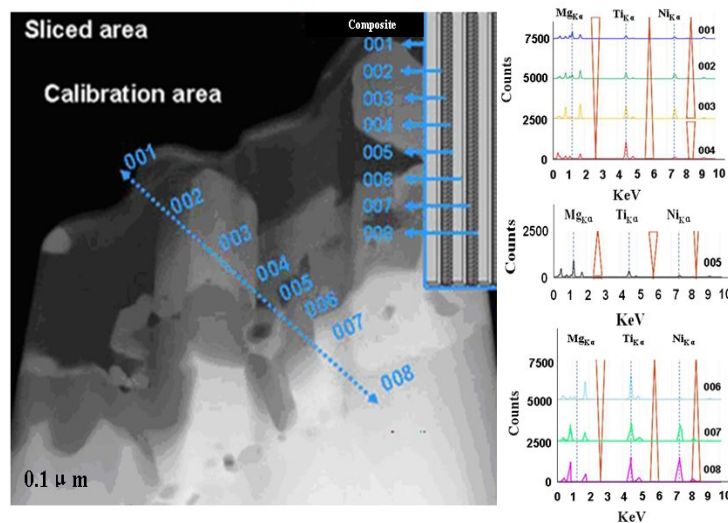 Sliced area
Calibration area
Composite
001
002
003
004
005
006
007
008
001
002
003
004
005
006
007
008
0.1 μm
MgKα TiKα NiKα
Counts
7500
5000
2500
0
001
002
003
004
0 1 2 3 4 5 6 7 8 9 10
KeV
MgKα TiKα NiKα
Counts
2500
0
005
0 1 2 3 4 5 6 7 8 9 10
KeV
MgKα TiKα NiKα
Counts
7500
5000
2500
0
006
007
008
0 1 2 3 4 5 6 7 8 9 10
KeV